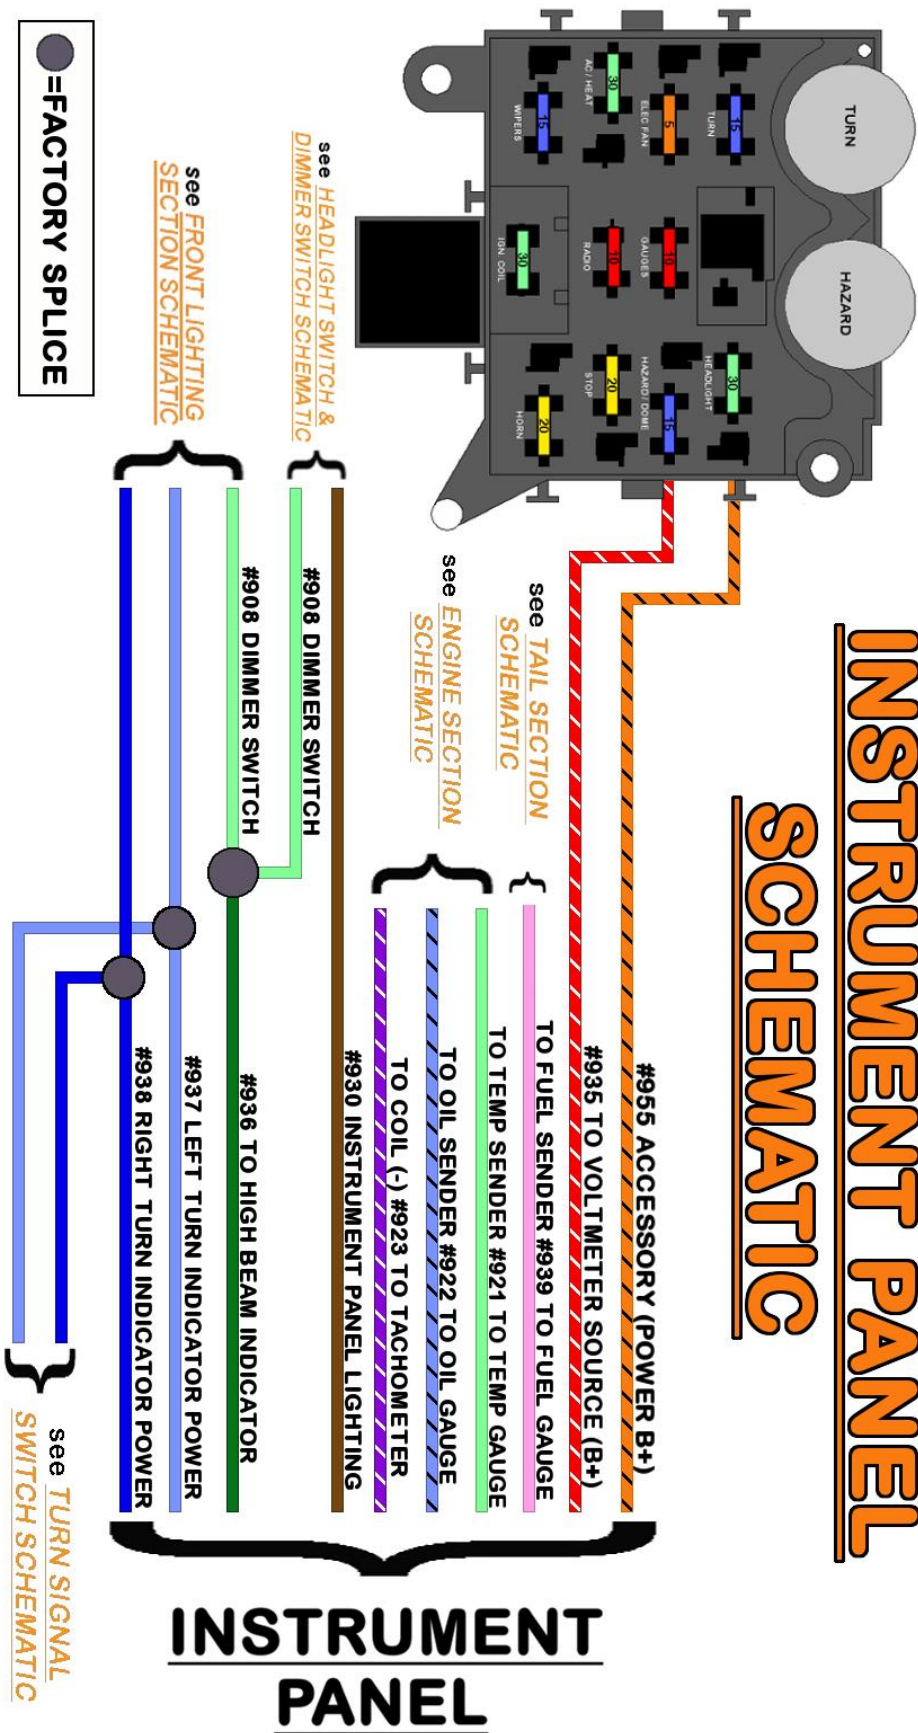 INSTRUMENT PANEL
SCHEMATIC
TURN
HAZARD
15
TURN
30
HEADLIGHT
5
ELEC FAN
10
GAUGES
15
HAZARD / DOME
30
AC / HEAT
10
RADIO
20
STOP
15
WIPERS
30
IGN. COIL
20
HORN
#955 ACCESSORY (POWER B+)
#935 TO VOLTMETER SOURCE (B+)
see TAIL SECTION
SCHEMATIC
TO FUEL SENDER #939 TO FUEL GAUGE
see ENGINE SECTION
SCHEMATIC
TO TEMP SENDER #921 TO TEMP GAUGE
TO OIL SENDER #922 TO OIL GAUGE
TO COIL (-) #923 TO TACHOMETER
see HEADLIGHT SWITCH &
DIMMER SWITCH SCHEMATIC
#930 INSTRUMENT PANEL LIGHTING
#908 DIMMER SWITCH
see FRONT LIGHTING
SECTION SCHEMATIC
#908 DIMMER SWITCH
#936 TO HIGH BEAM INDICATOR
#937 LEFT TURN INDICATOR POWER
#938 RIGHT TURN INDICATOR POWER
see TURN SIGNAL
SWITCH SCHEMATIC
INSTRUMENT
PANEL
=FACTORY SPLICE